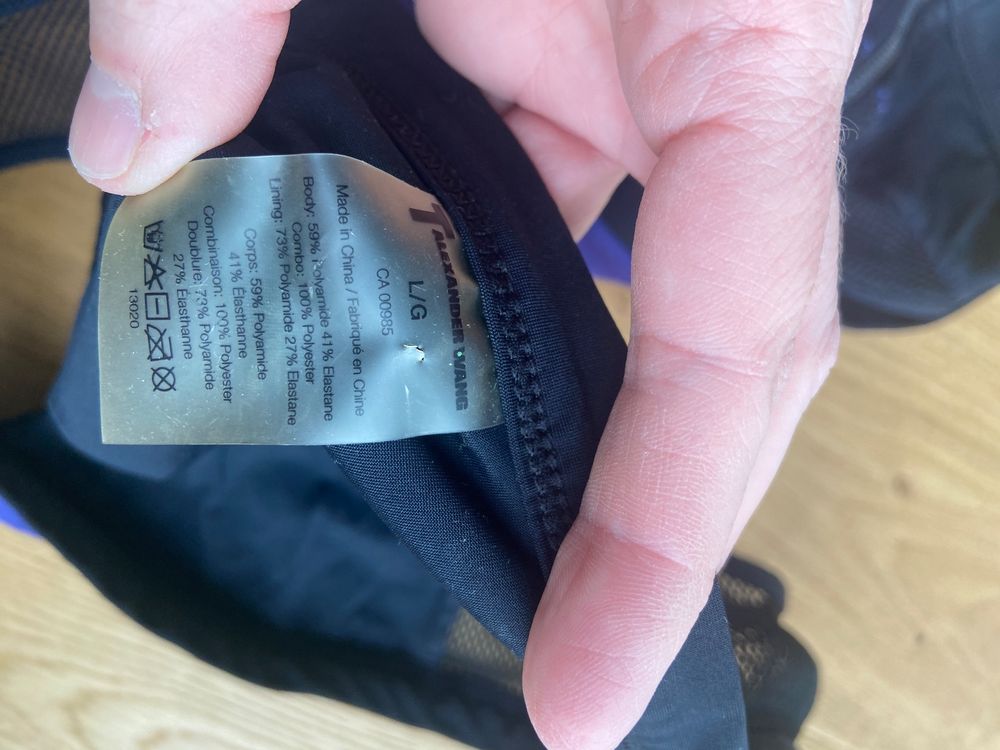 T ALEXANDER WANG
L/G
CA 00985
Made in China / Fabriqué en Chine
Body: 59% Polyamide 41% Elastane
Combo: 100% Polyester
Lining: 73% Polyamide 27% Elastane
Corps: 59% Polyamide
41% Élasthanne
Combinaison: 100% Polyester
Doublure: 73% Polyamide
27% Élasthanne
13020